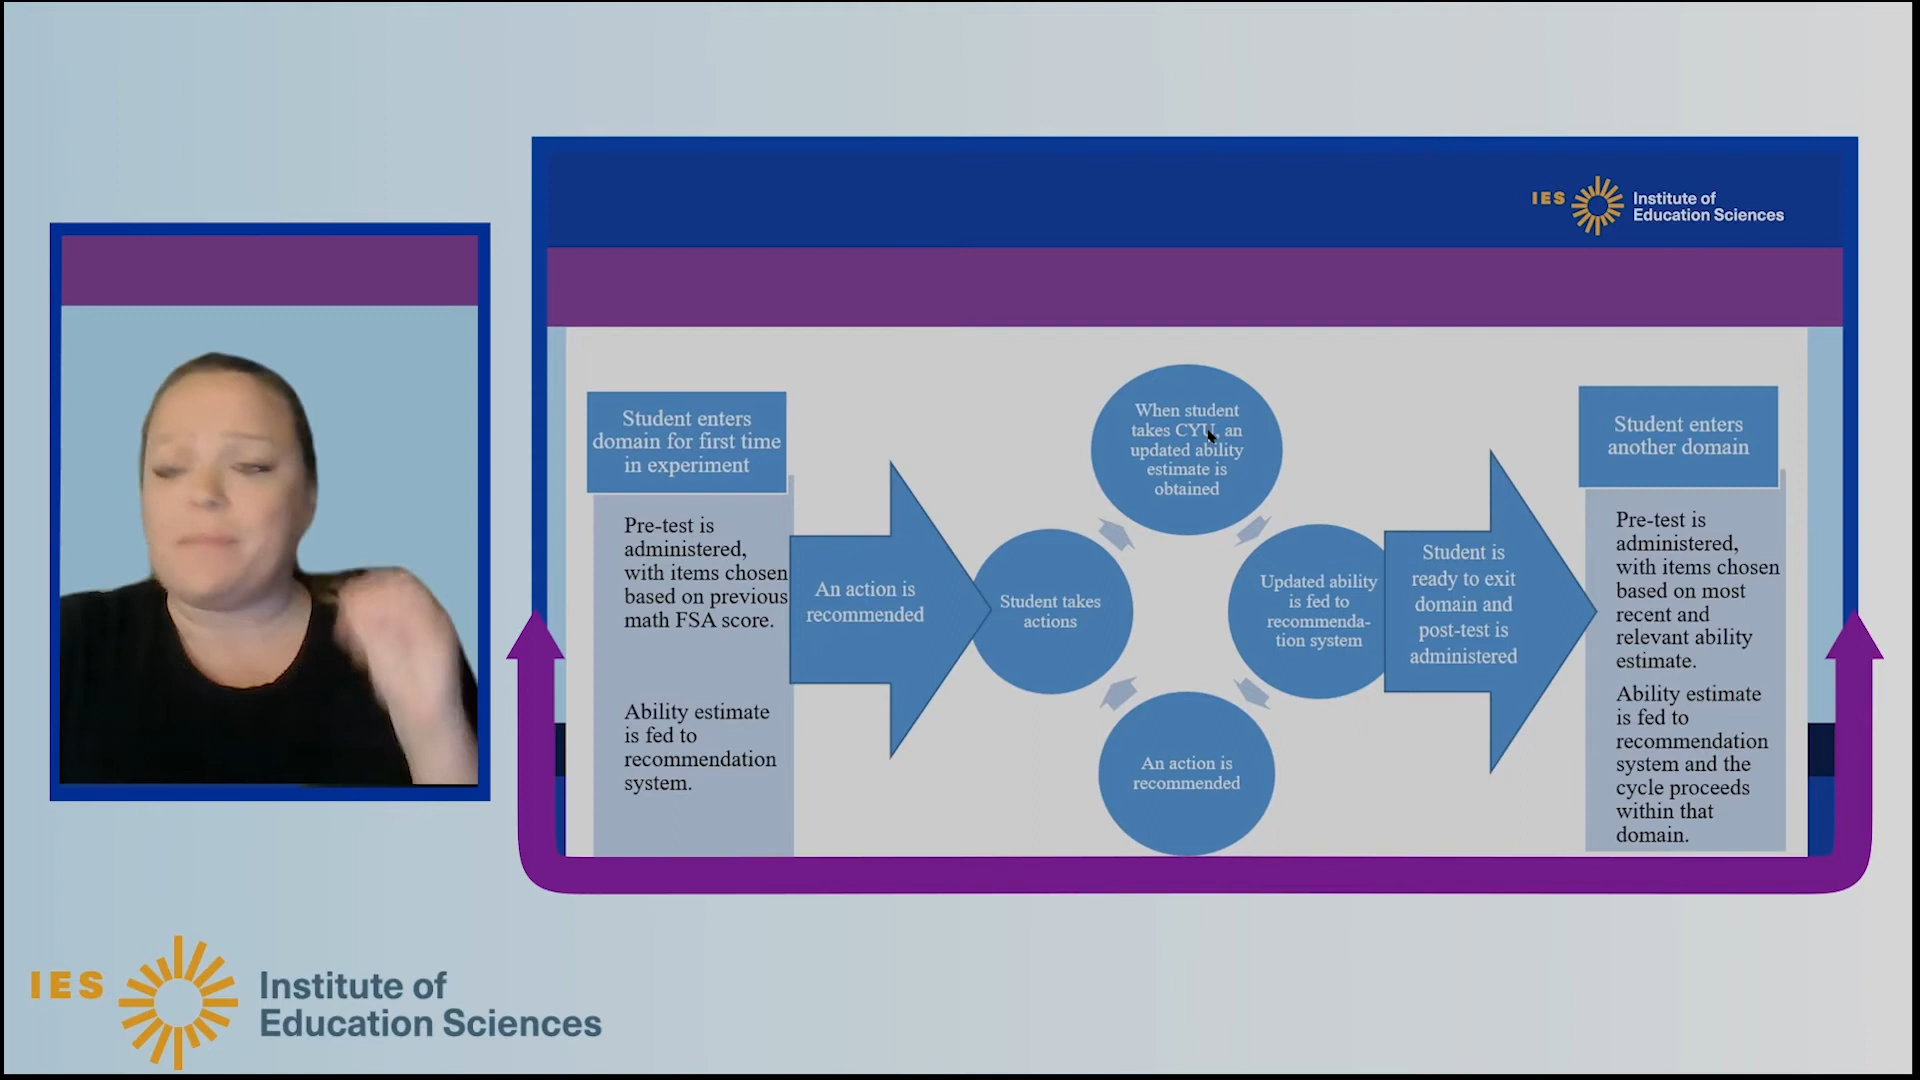 IES
Institute of
Education Sciences
Student enters
domain for first time
in experiment
Pre-test is
administered,
with items chosen
based on previous
math FSA score.
Ability estimate
is fed to
recommendation
system.
An action is
recommended
Student takes
actions
When student
takes CYU, an
updated ability
estimate is
obtained
Updated ability
is fed to
recommenda-
tion system
An action is
recommended
Student is
ready to exit
domain and
post-test is
administered
Student enters
another domain
Pre-test is
administered,
with items chosen
based on most
recent and
relevant ability
estimate.
Ability estimate
is fed to
recommendation
system and the
cycle proceeds
within that
domain.
IES
Institute of
Education Sciences